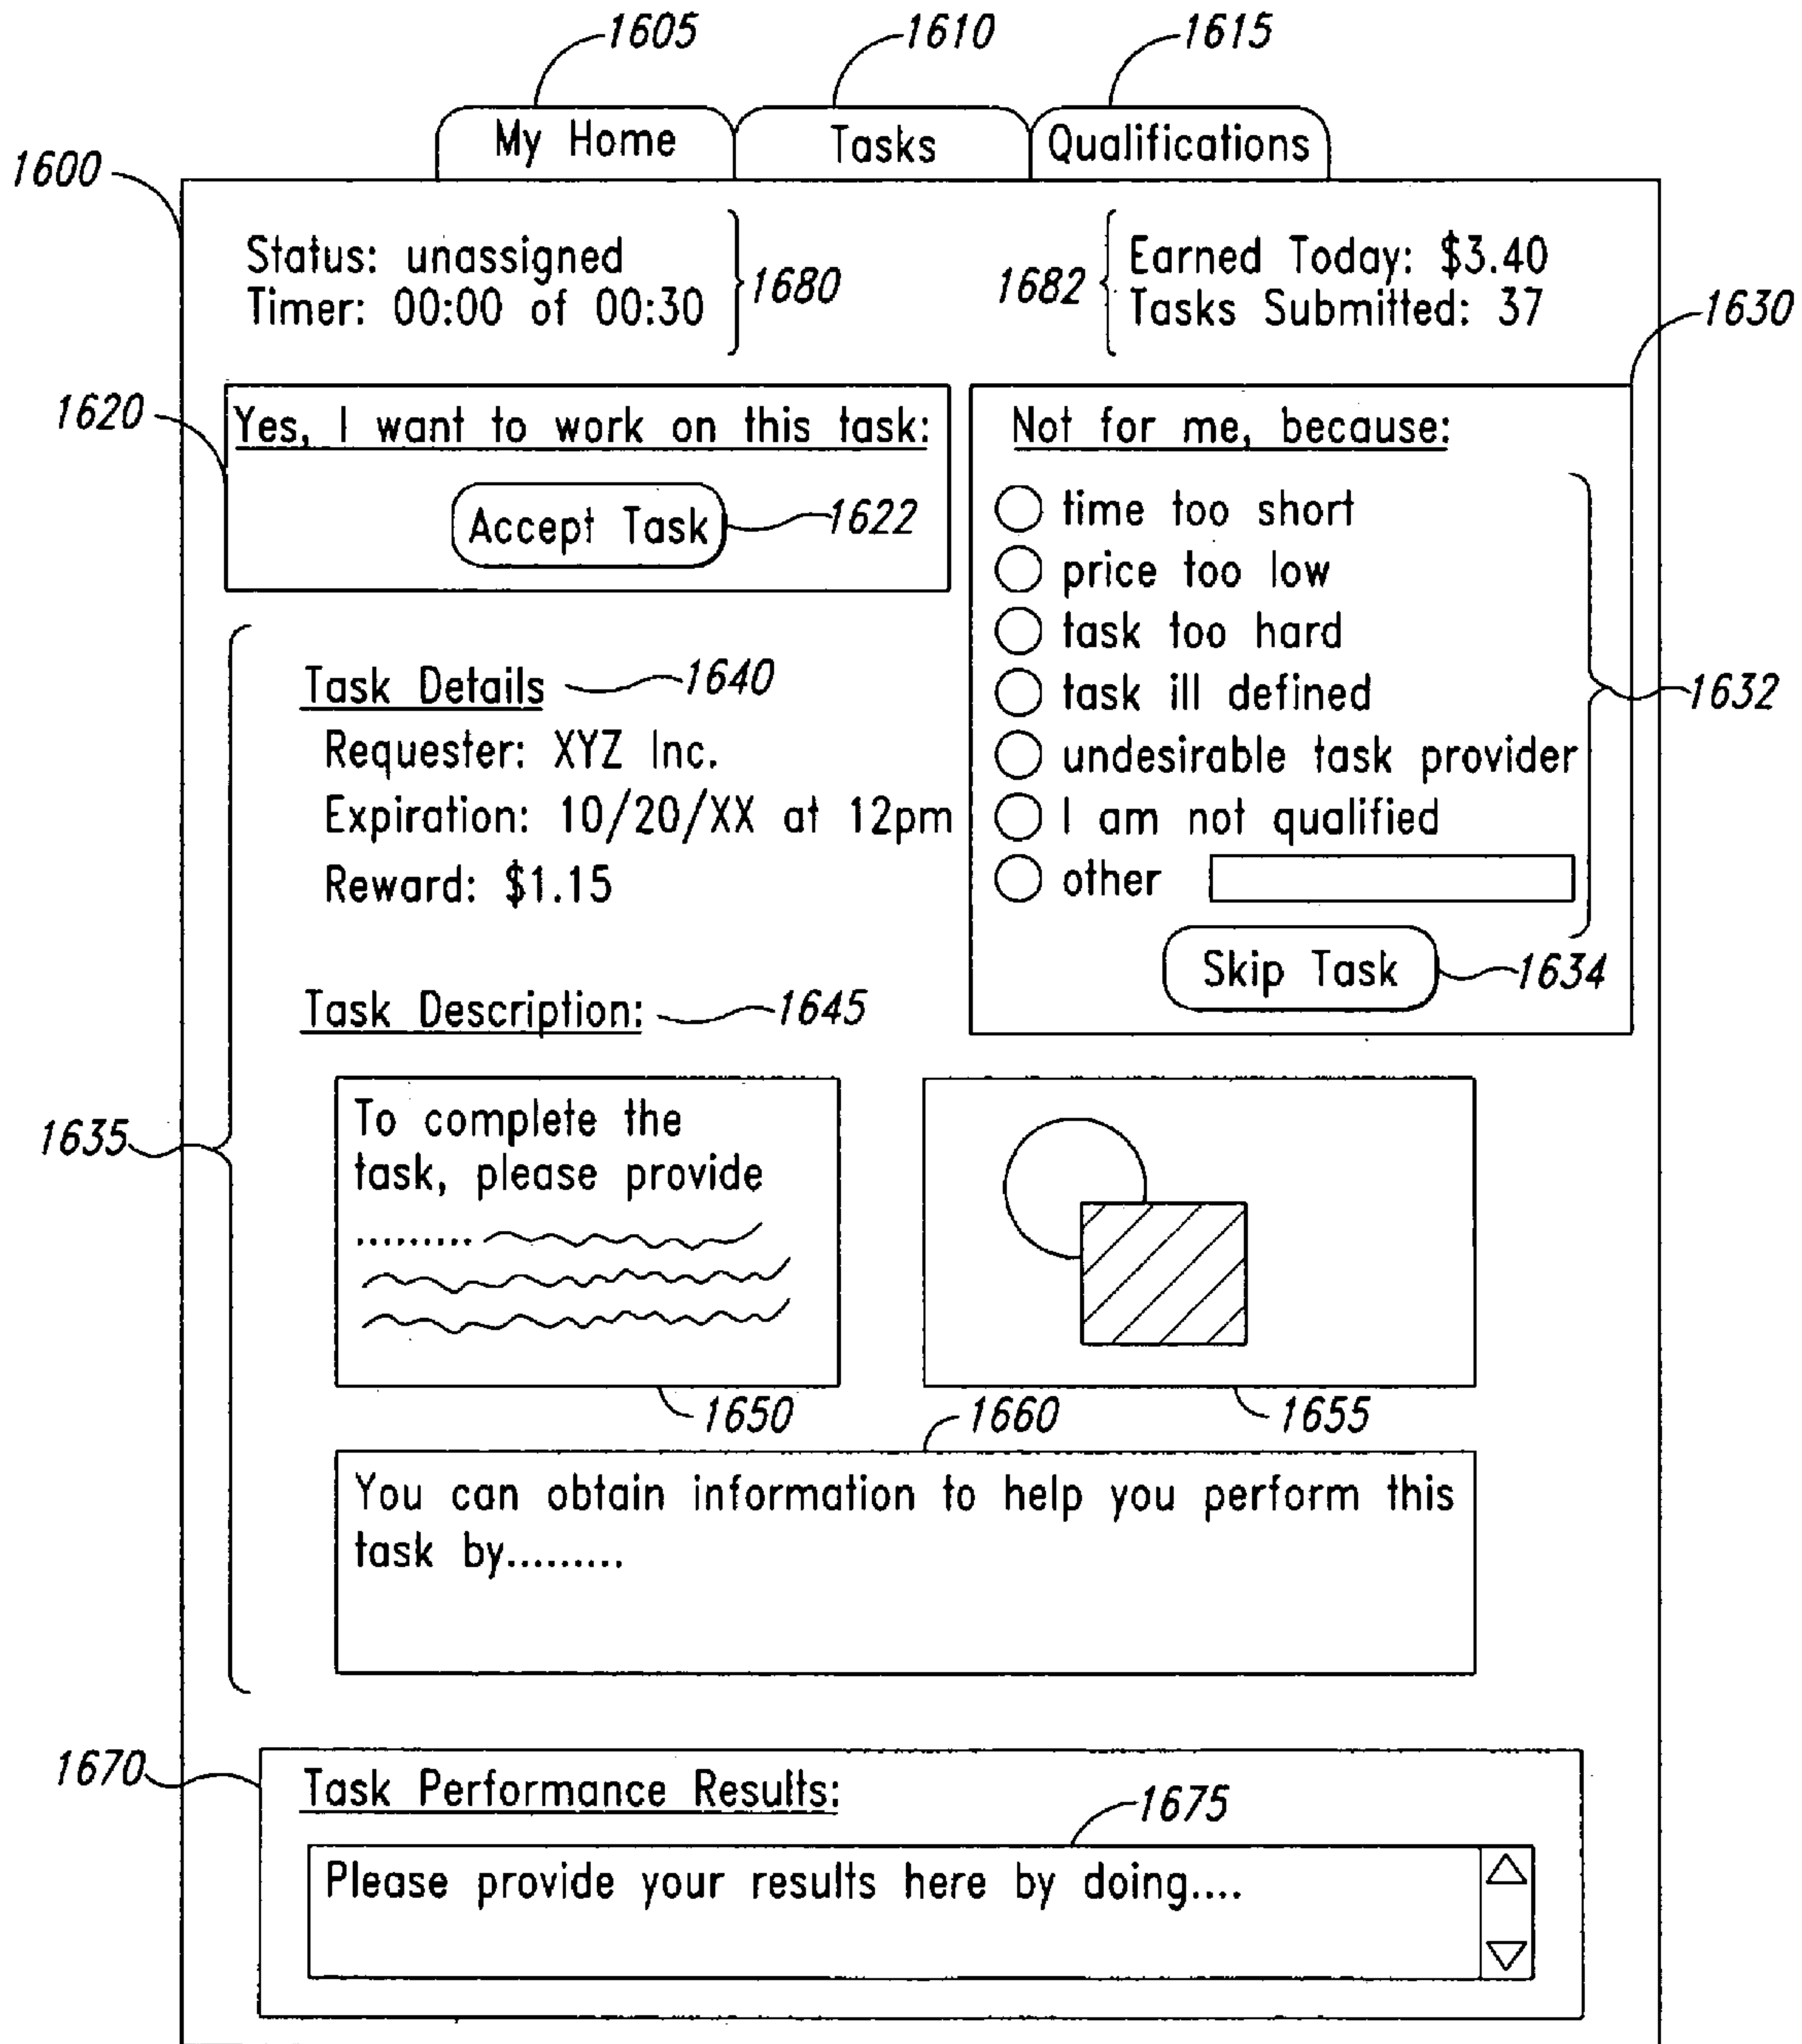 1605 1610 1615
My Home Tasks Qualifications
1600
Status: unassigned
Timer: 00:00 of 00:30
1680
1682
Earned Today: $3.40
Tasks Submitted: 37
1630
1620
Yes, I want to work on this task:
Accept Task 1622
Not for me, because:
time too short
price too low
task too hard
task ill defined
undesirable task provider
I am not qualified
other
1632
Skip Task 1634
1635
Task Details 1640
Requester: XYZ Inc.
Expiration: 10/20/XX at 12pm
Reward: $1.15
Task Description: 1645
To complete the
task, please provide
.........
1650 1660 1655
You can obtain information to help you perform this
task by.........
1670
Task Performance Results:
1675
Please provide your results here by doing....